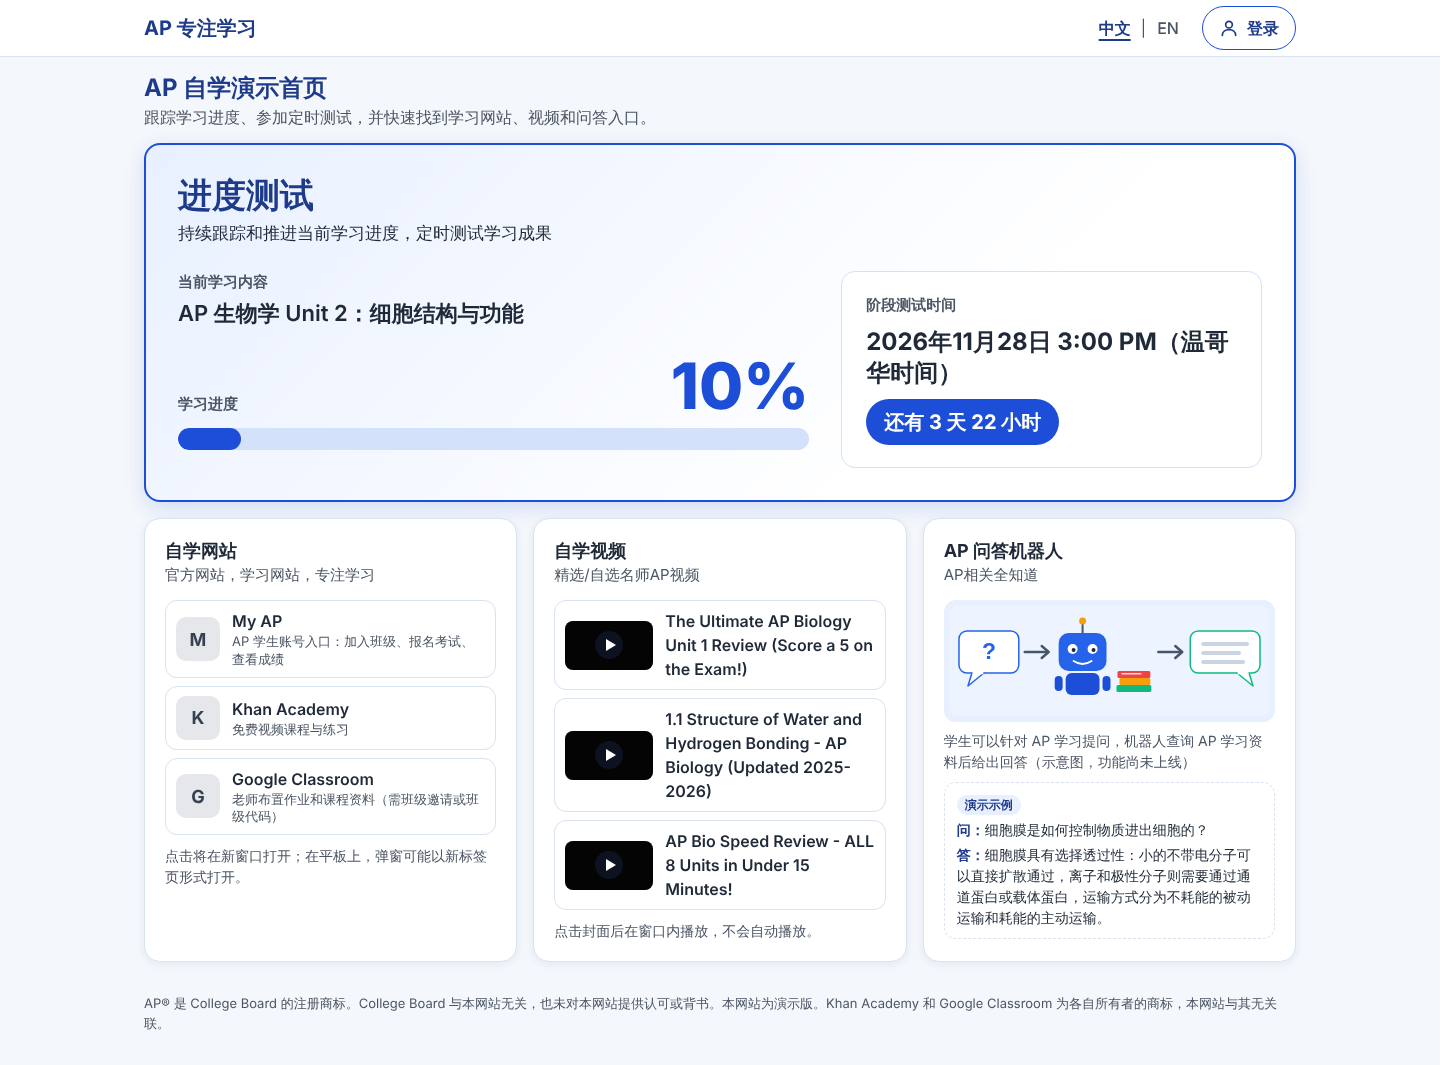 AP 专注学习
中文 | EN
登录
AP 自学演示首页
跟踪学习进度、参加定时测试，并快速找到学习网站、视频和问答入口。
进度测试
持续跟踪和推进当前学习进度，定时测试学习成果
当前学习内容
AP 生物学 Unit 2：细胞结构与功能
学习进度
10%
阶段测试时间
2026年11月28日 3:00 PM（温哥
华时间）
还有 3 天 22 小时
自学网站
官方网站，学习网站，专注学习
M
My AP
AP 学生账号入口：加入班级、报名考试、
查看成绩
K
Khan Academy
免费视频课程与练习
G
Google Classroom
老师布置作业和课程资料（需班级邀请或班
级代码）
点击将在新窗口打开；在平板上，弹窗可能以新标签
页形式打开。
自学视频
精选/自选名师AP视频
The Ultimate AP Biology
Unit 1 Review (Score a 5 on
the Exam!)
1.1 Structure of Water and
Hydrogen Bonding - AP
Biology (Updated 2025-
2026)
AP Bio Speed Review - ALL
8 Units in Under 15
Minutes!
点击封面后在窗口内播放，不会自动播放。
AP 问答机器人
AP相关全知道
?
学生可以针对 AP 学习提问，机器人查询 AP 学习资
料后给出回答（示意图，功能尚未上线）
演示示例
问：细胞膜是如何控制物质进出细胞的？
答：细胞膜具有选择透过性：小的不带电分子可
以直接扩散通过，离子和极性分子则需要通过通
道蛋白或载体蛋白，运输方式分为不耗能的被动
运输和耗能的主动运输。
AP® 是 College Board 的注册商标。College Board 与本网站无关，也未对本网站提供认可或背书。本网站为演示版。Khan Academy 和 Google Classroom 为各自所有者的商标，本网站与其无关
联。